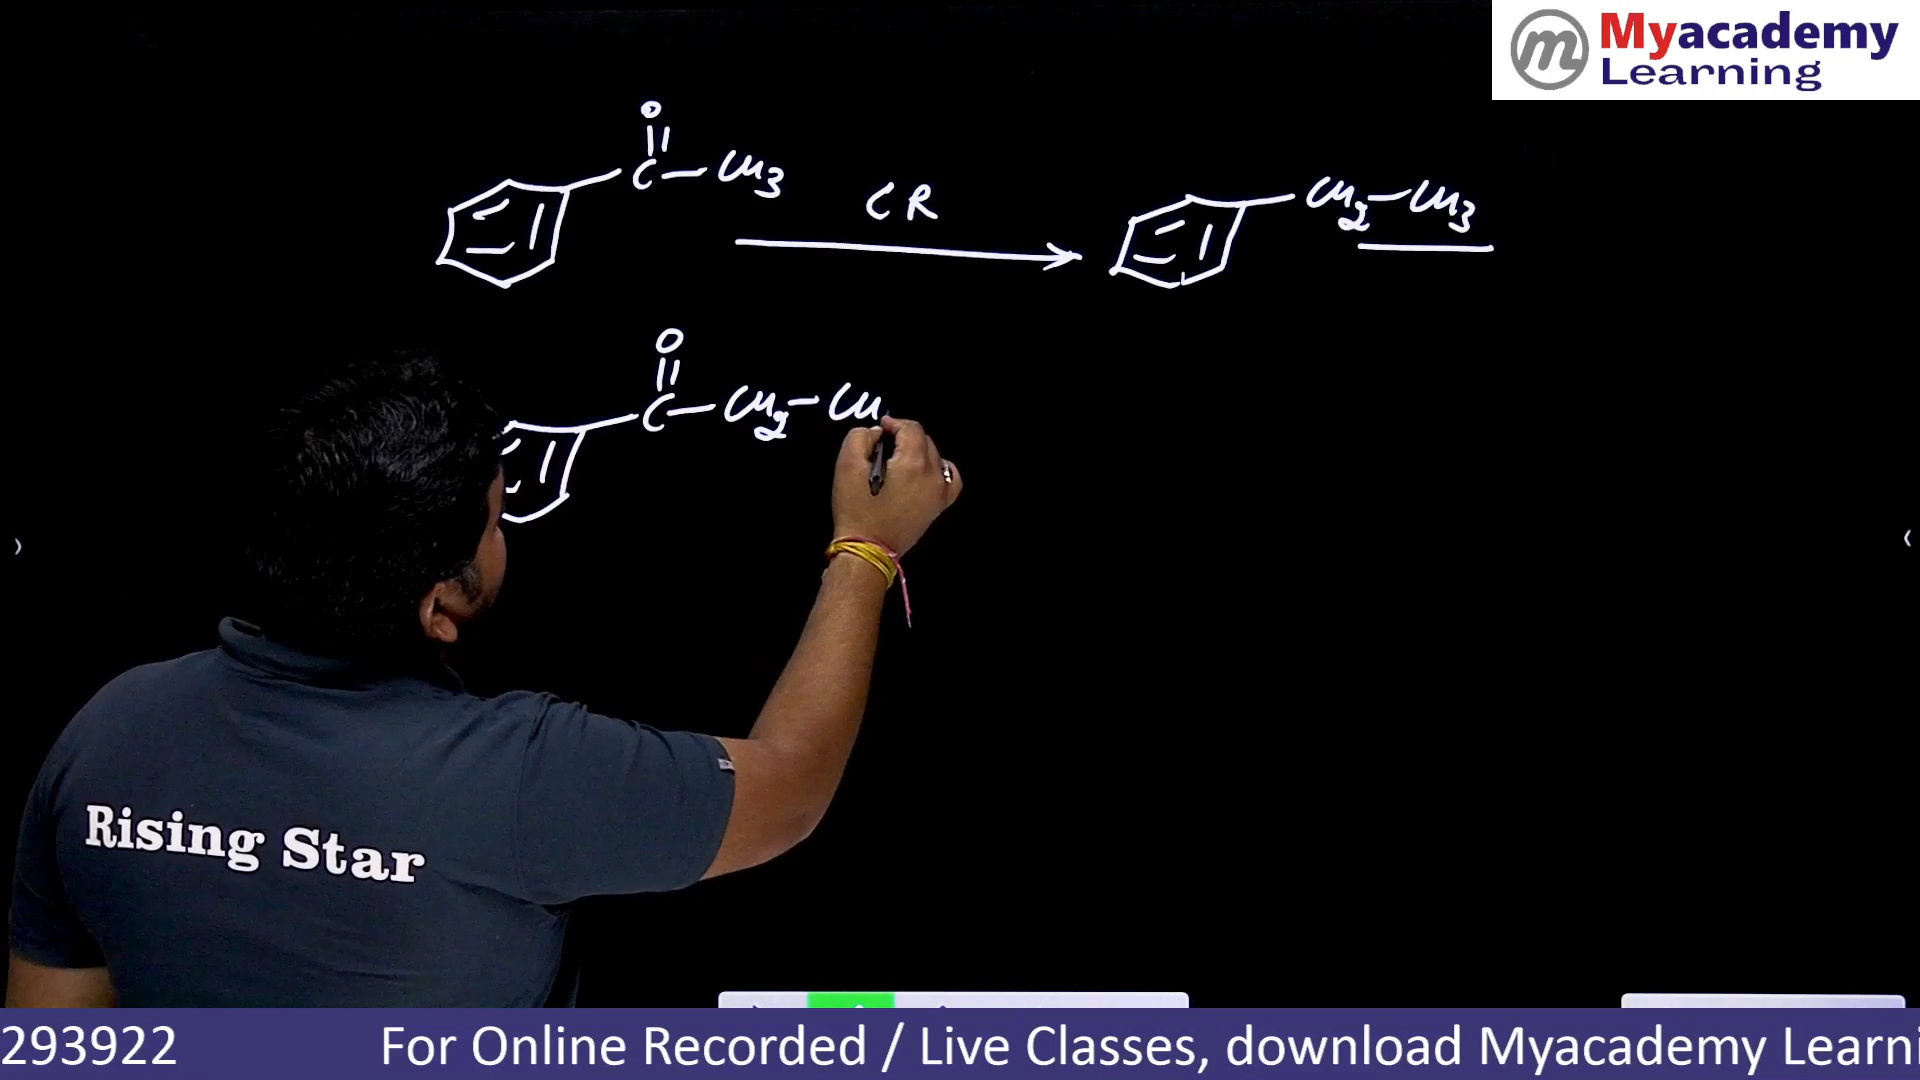 Myacademy
Learning
O
||
C—CH3
CR
CH2—CH3
O
||
C—CH2—CH
Rising Star
293922 For Online Recorded / Live Classes, download Myacademy Learni